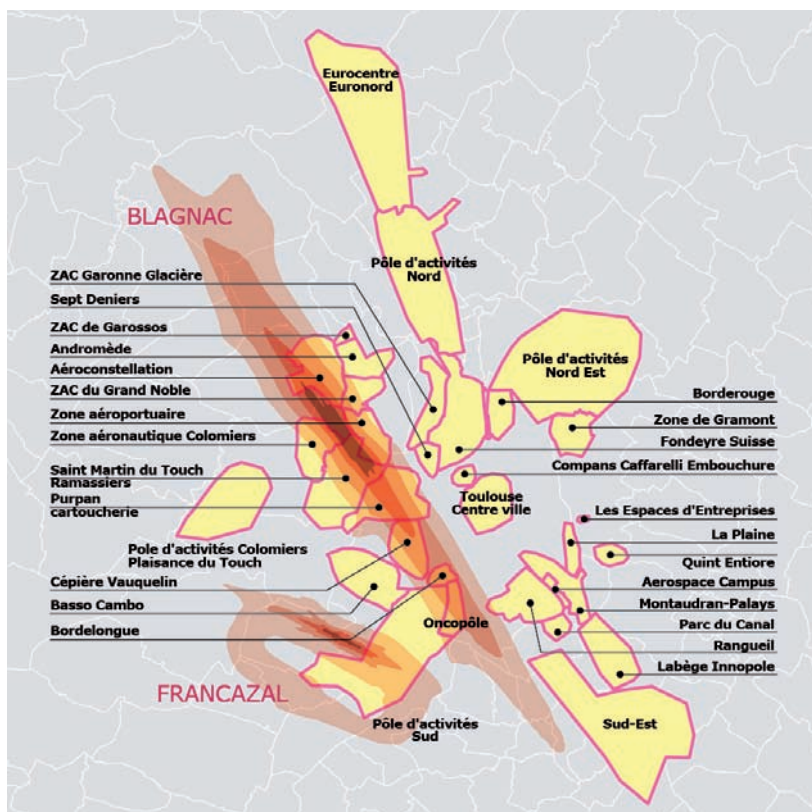 Eurocentre
Euronord
BLAGNAC
Pôle d'activités
Nord
ZAC Garonne Glacière
Sept Deniers
ZAC de Garossos
Andromède
Aéroconstellation
ZAC du Grand Noble
Zone aéroportuaire
Zone aéronautique Colomiers
Saint Martin du Touch
Ramassiers
Purpan
cartoucherie
Pole d'activités Colomiers
Plaisance du Touch
Cépière Vauquelin
Basso Cambo
Bordelongue
FRANCAZAL
Pôle d'activités
Sud
Oncopôle
Toulouse
Centre ville
Pôle d'activités
Nord Est
Borderouge
Zone de Gramont
Fondeyre Suisse
Compans Caffarelli Embouchure
Les Espaces d'Entreprises
La Plaine
Quint Entiore
Aerospace Campus
Montaudran-Palays
Parc du Canal
Rangueil
Labège Innopole
Sud-Est